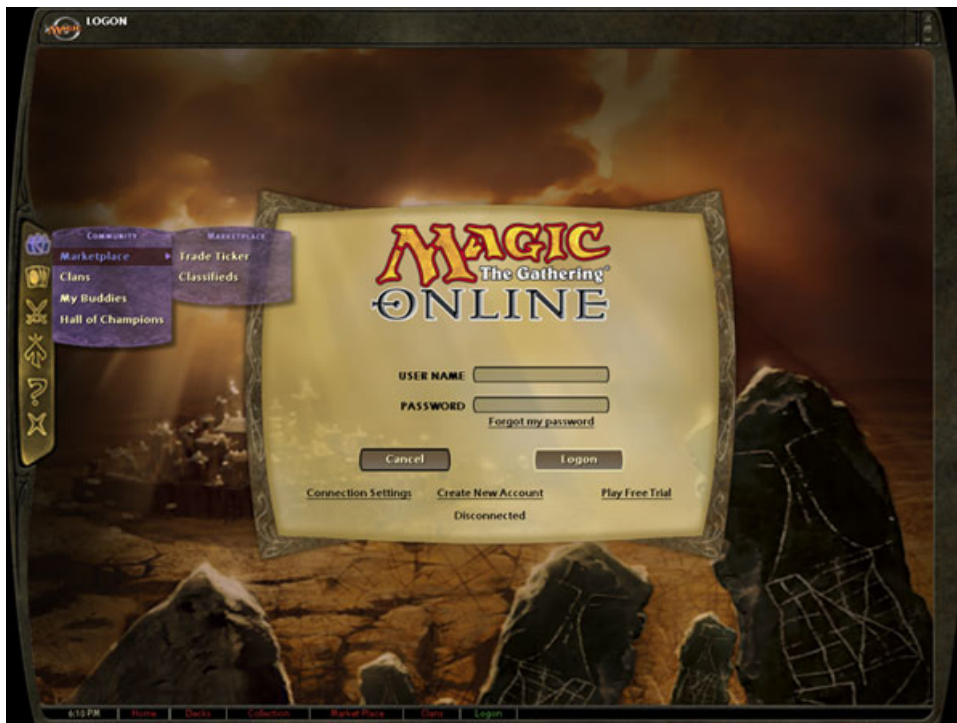 MAGIC LOGON
COMMUNITY
Marketplace
Clans
My Buddies
Hall of Champions
MARKETPLACE
Trade Ticker
Classifieds
MAGIC
The Gathering®
ONLINE
USER NAME
PASSWORD
Forgot my password
Cancel Logon
Connection Settings Create New Account Play Free Trial
Disconnected
6:10 PM Home Decks Collection Market Place Clans Logon